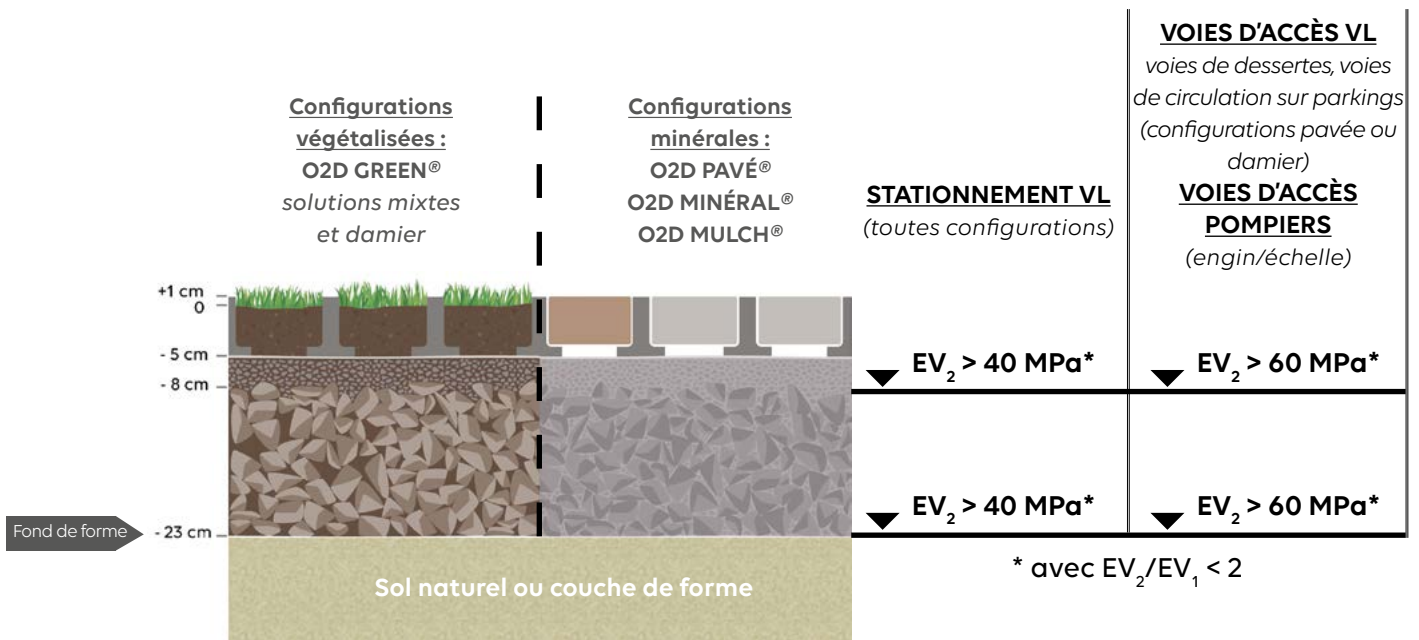 Configurations
végétalisées :
O2D GREEN®
solutions mixtes
et damier
Configurations
minérales :
O2D PAVÉ®
O2D MINÉRAL®
O2D MULCH®
STATIONNEMENT VL
(toutes configurations)
VOIES D'ACCÈS VL
voies de dessertes, voies
de circulation sur parkings
(configurations pavée ou
damier)
VOIES D'ACCÈS
POMPIERS
(engin/échelle)
+1 cm
0
- 5 cm
- 8 cm
EV₂ > 40 MPa*
EV₂ > 60 MPa*
Fond de forme
- 23 cm
EV₂ > 40 MPa*
EV₂ > 60 MPa*
* avec EV₂/EV₁ < 2
Sol naturel ou couche de forme